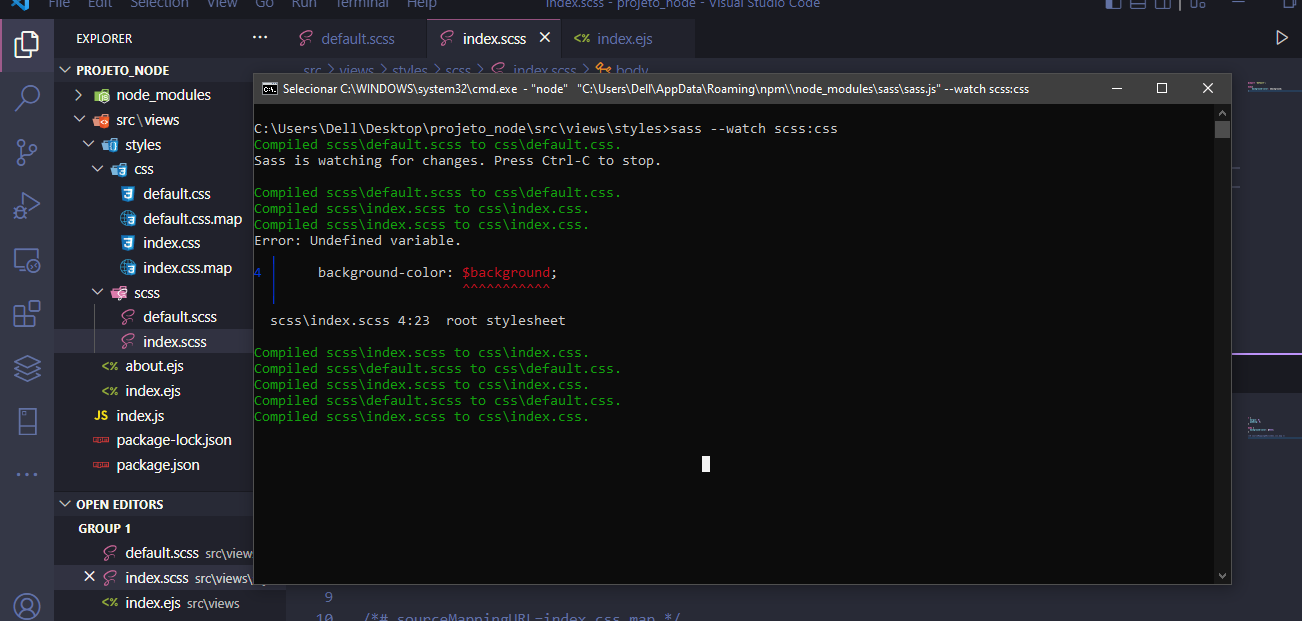 File Edit Selection View Go Run Terminal Help
index.scss - projeto_node - Visual Studio Code
EXPLORER
default.scss
index.scss
<% index.ejs
PROJETO_NODE
src > views > styles > scss > index.scss > body
node_modules
src\views
styles
css
default.css
default.css.map
index.css
index.css.map
scss
default.scss
index.scss
<% about.ejs
<% index.ejs
JS index.js
package-lock.json
package.json
OPEN EDITORS
GROUP 1
default.scss src\view
index.scss src\views\
<% index.ejs src\views
Selecionar C:\WINDOWS\system32\cmd.exe - "node" "C:\Users\Dell\AppData\Roaming\npm\\node_modules\sass\sass.js" --watch scss:css
C:\Users\Dell\Desktop\projeto_node\src\views\styles>sass --watch scss:css
Compiled scss\default.scss to css\default.css.
Sass is watching for changes. Press Ctrl-C to stop.
Compiled scss\default.scss to css\default.css.
Compiled scss\index.scss to css\index.css.
Compiled scss\index.scss to css\index.css.
Error: Undefined variable.
4 background-color: $background;
^^^^^^^^^^^
scss\index.scss 4:23 root stylesheet
Compiled scss\index.scss to css\index.css.
Compiled scss\default.scss to css\default.css.
Compiled scss\index.scss to css\index.css.
Compiled scss\default.scss to css\default.css.
Compiled scss\index.scss to css\index.css.
9
10 /*# sourceMappingURL=index.css.map */